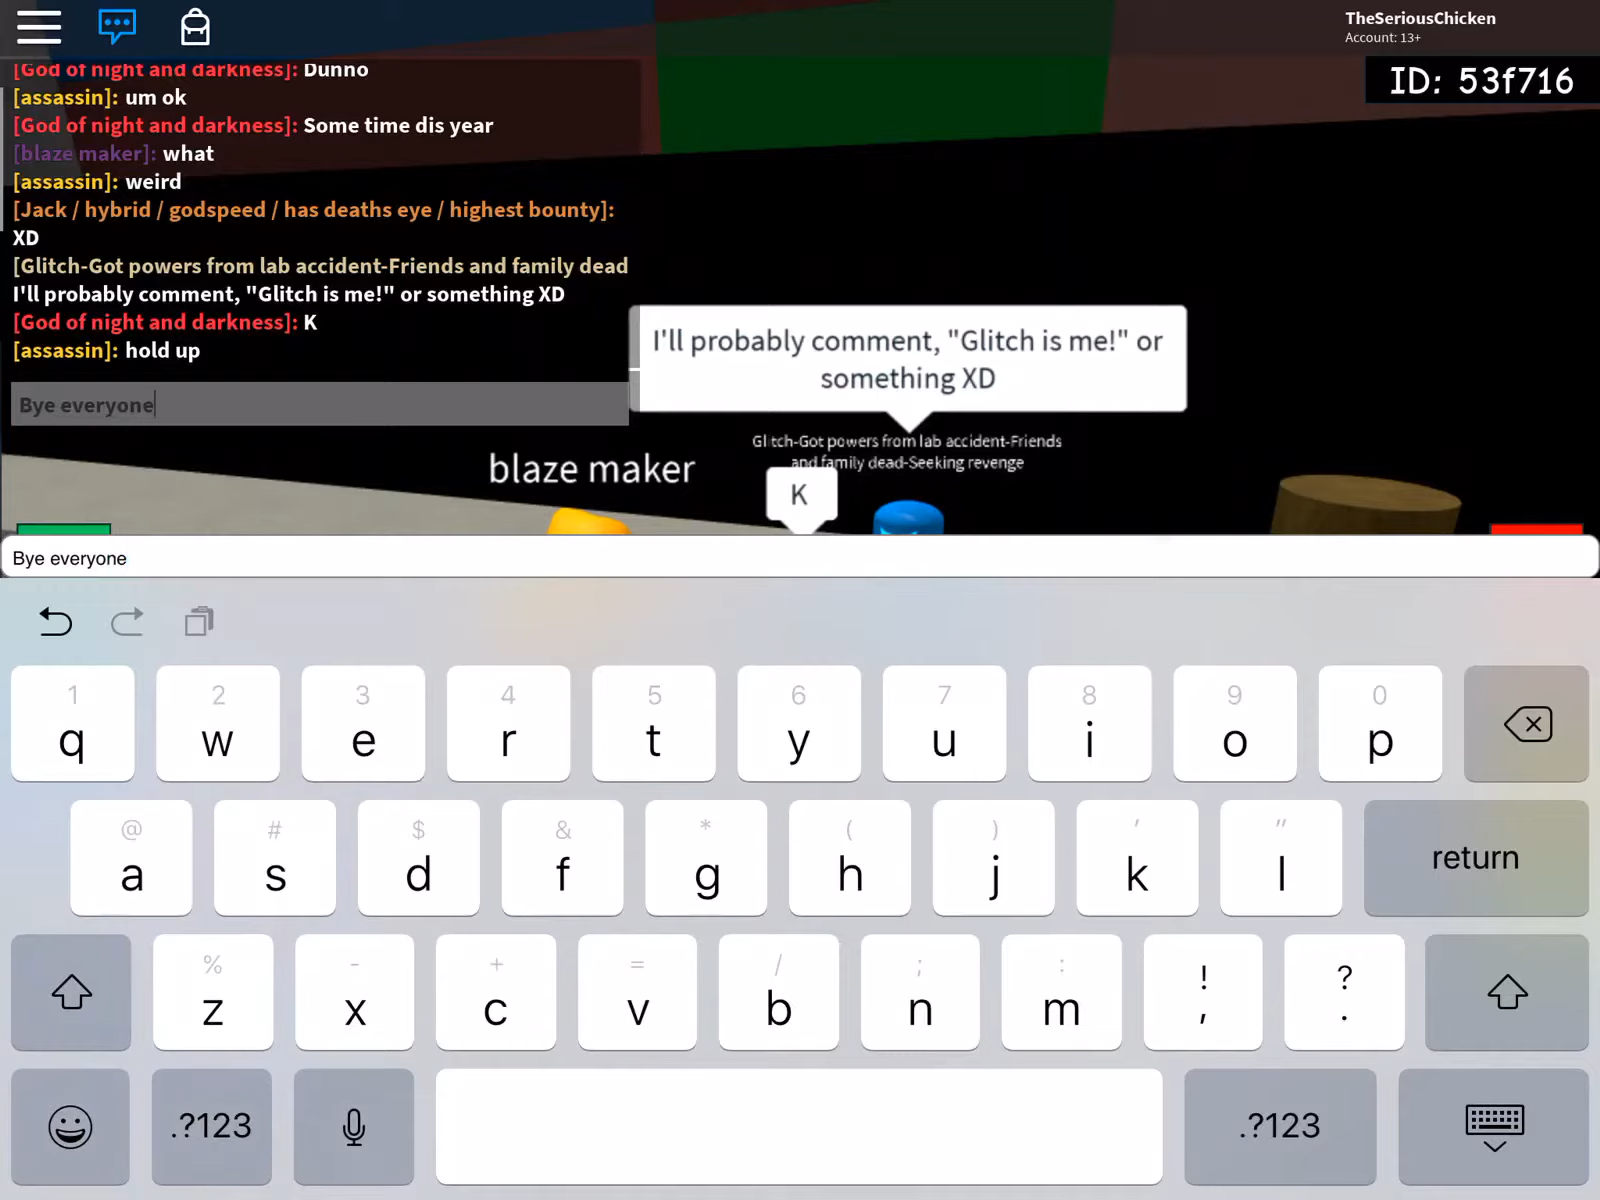 TheSeriousChicken
Account: 13+
ID: 53f716
[God of night and darkness]: Dunno
[assassin]: um ok
[God of night and darkness]: Some time dis year
[blaze maker]: what
[assassin]: weird
[Jack / hybrid / godspeed / has deaths eye / highest bounty]:
XD
[Glitch-Got powers from lab accident-Friends and family dead
I'll probably comment, "Glitch is me!" or something XD
[God of night and darkness]: K
[assassin]: hold up
Bye everyone
I'll probably comment, "Glitch is me!" or
something XD
Glitch-Got powers from lab accident-Friends
and family dead-Seeking revenge
blaze maker
K
Bye everyone
1 2 3 4 5 6 7 8 9 0
q w e r t y u i o p
@ # $ & * ( ) ' "
a s d f g h j k l return
% - + = / ; : ! ?
z x c v b n m , .
.?123 .?123